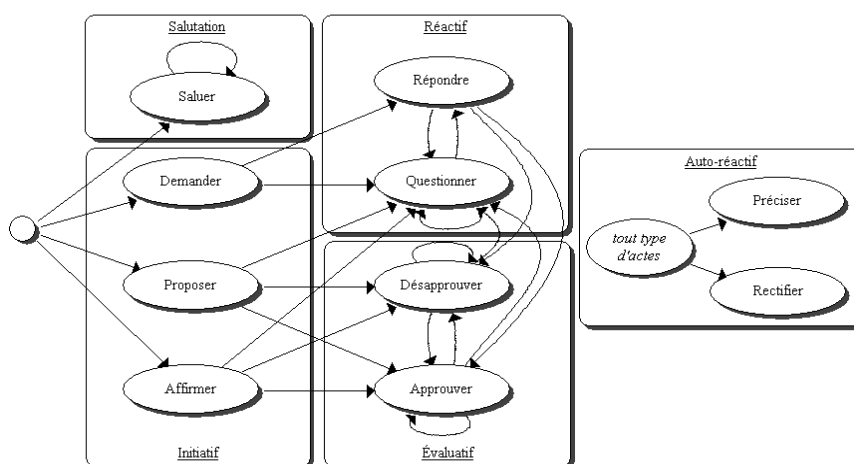 Salutation
Saluer
Demander
Proposer
Affirmer
Initiatif
Réactif
Répondre
Questionner
Désapprouver
Approuver
Évaluatif
Auto-réactif
tout type
d'actes
Préciser
Rectifier